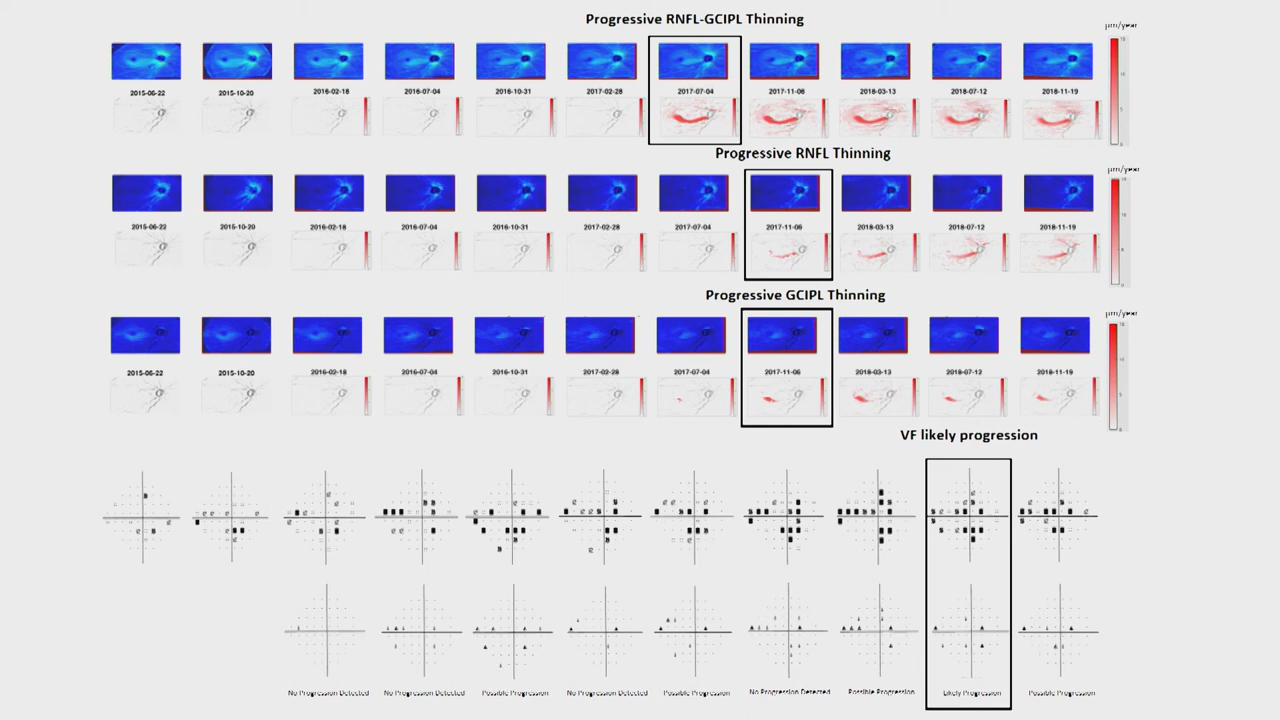 Progressive RNFL-GCIPL Thinning
µm/year
2015-06-22 2015-10-20 2016-02-18 2016-07-04 2016-10-31 2017-02-28 2017-07-04 2017-11-06 2018-03-13 2018-07-12 2018-11-19
Progressive RNFL Thinning
µm/year
2015-06-22 2015-10-20 2016-02-18 2016-07-04 2016-10-31 2017-02-28 2017-07-04 2017-11-06 2018-03-13 2018-07-12 2018-11-19
Progressive GCIPL Thinning
µm/year
2015-06-22 2015-10-20 2016-02-18 2016-07-04 2016-10-31 2017-02-28 2017-07-04 2017-11-06 2018-03-13 2018-07-12 2018-11-19
VF likely progression
No Progression Detected No Progression Detected Possible Progression No Progression Detected Possible Progression No Progression Detected Possible Progression Likely Progression Possible Progression